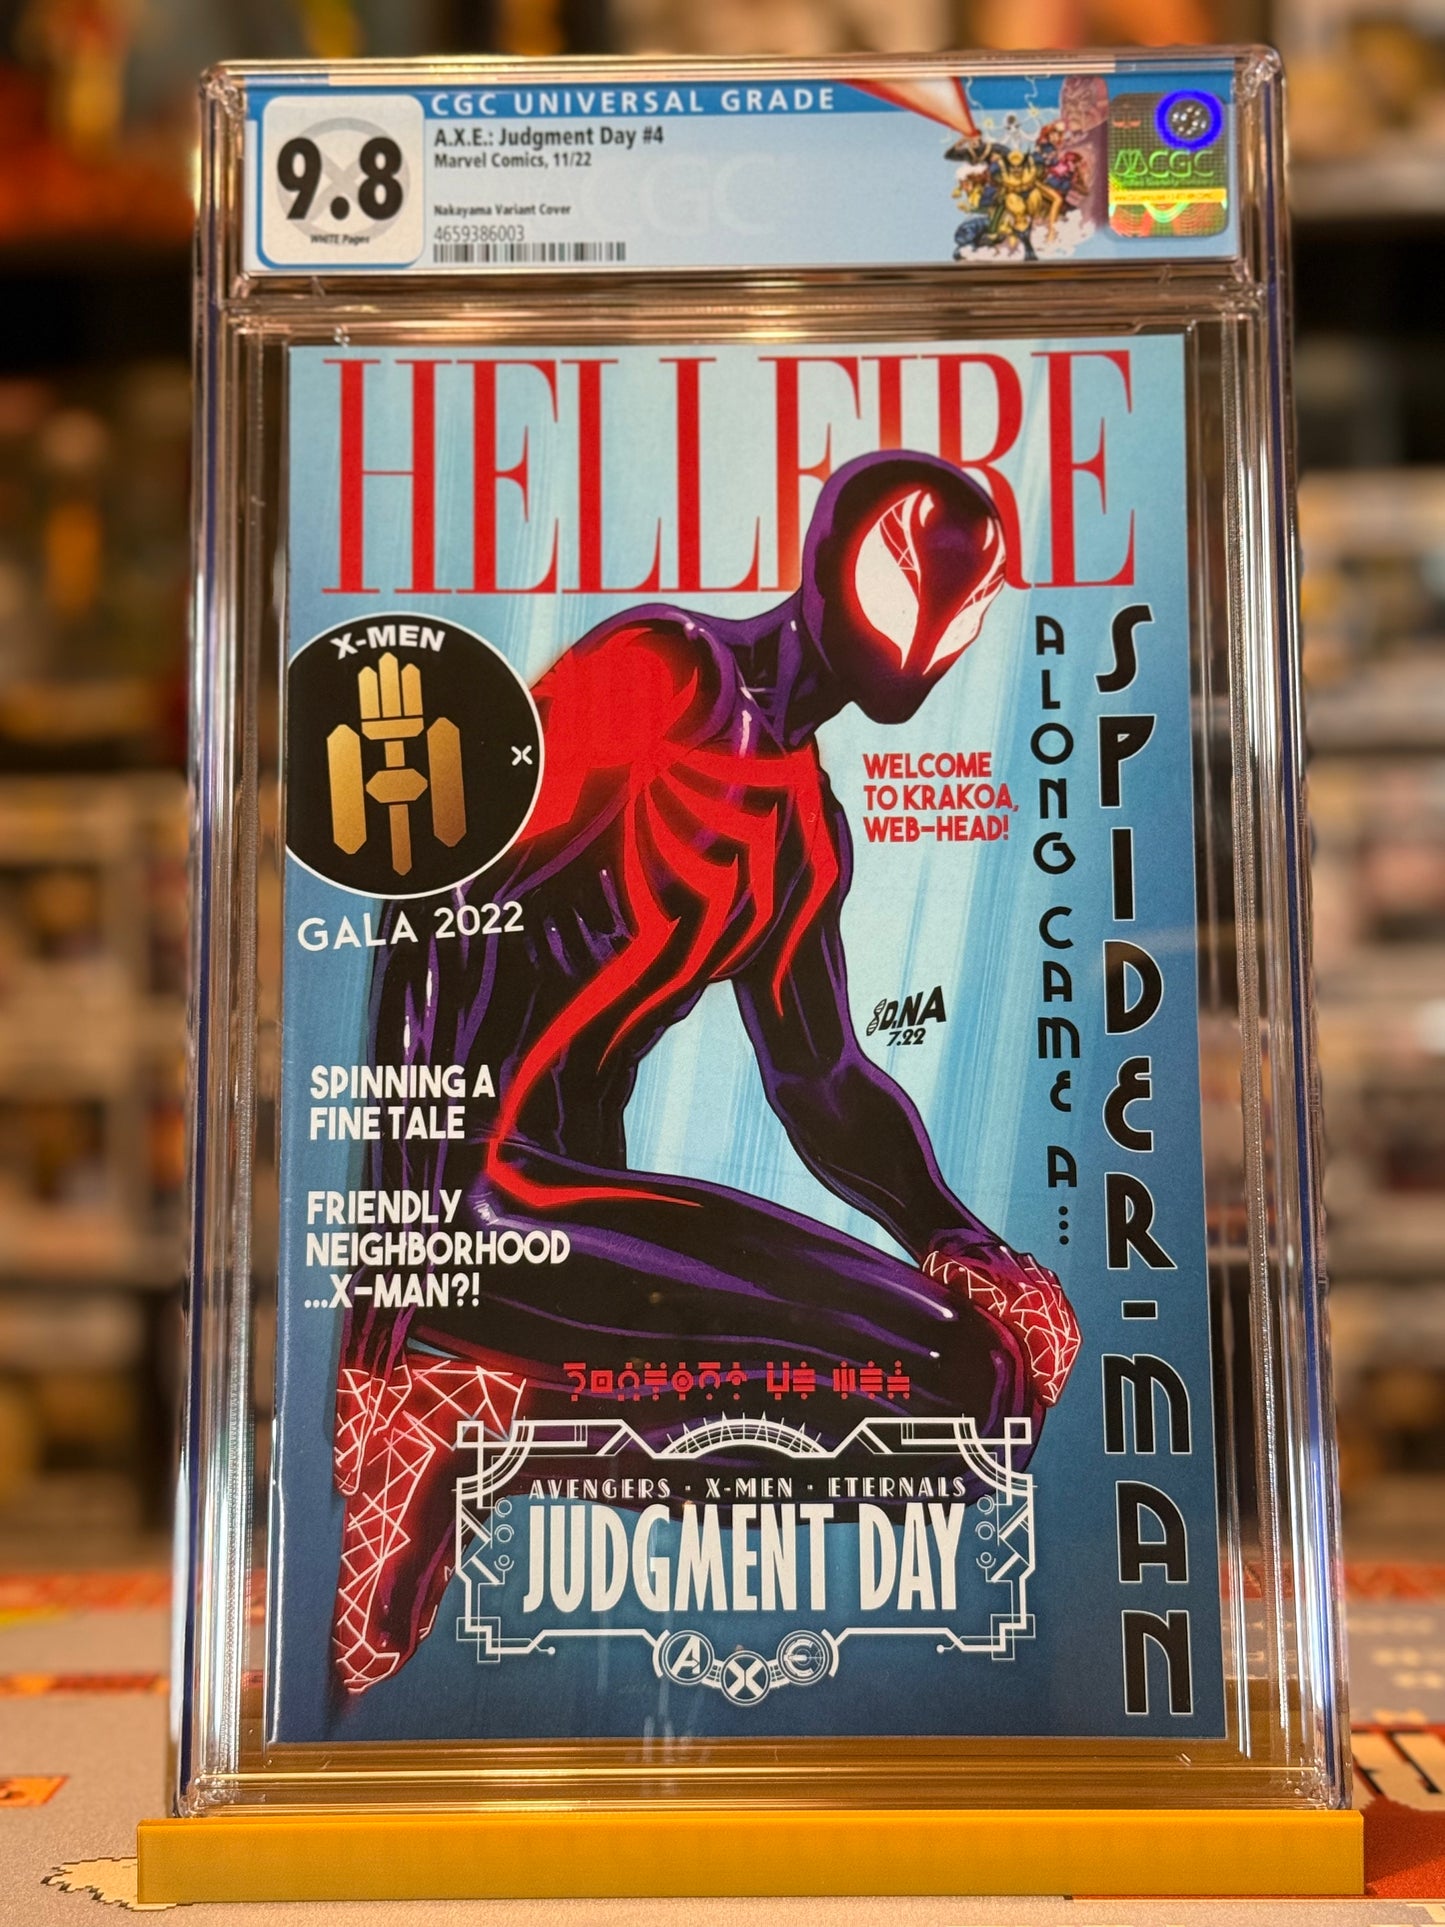 CGC UNIVERSAL GRADE
9.8
WHITE Pages
A.X.E.: Judgment Day #4
Marvel Comics, 11/22
Nakayama Variant Cover
4659386003
CGC
HELLFIRE
X-MEN
GALA 2022
WELCOME
TO KRAKOA,
WEB-HEAD!
ALONG CAME A...
SPIDER-MAN
D.NA
7.22
SPINNING A
FINE TALE
FRIENDLY
NEIGHBORHOOD
...X-MAN?!
AVENGERS · X-MEN · ETERNALS
JUDGMENT DAY
A X E